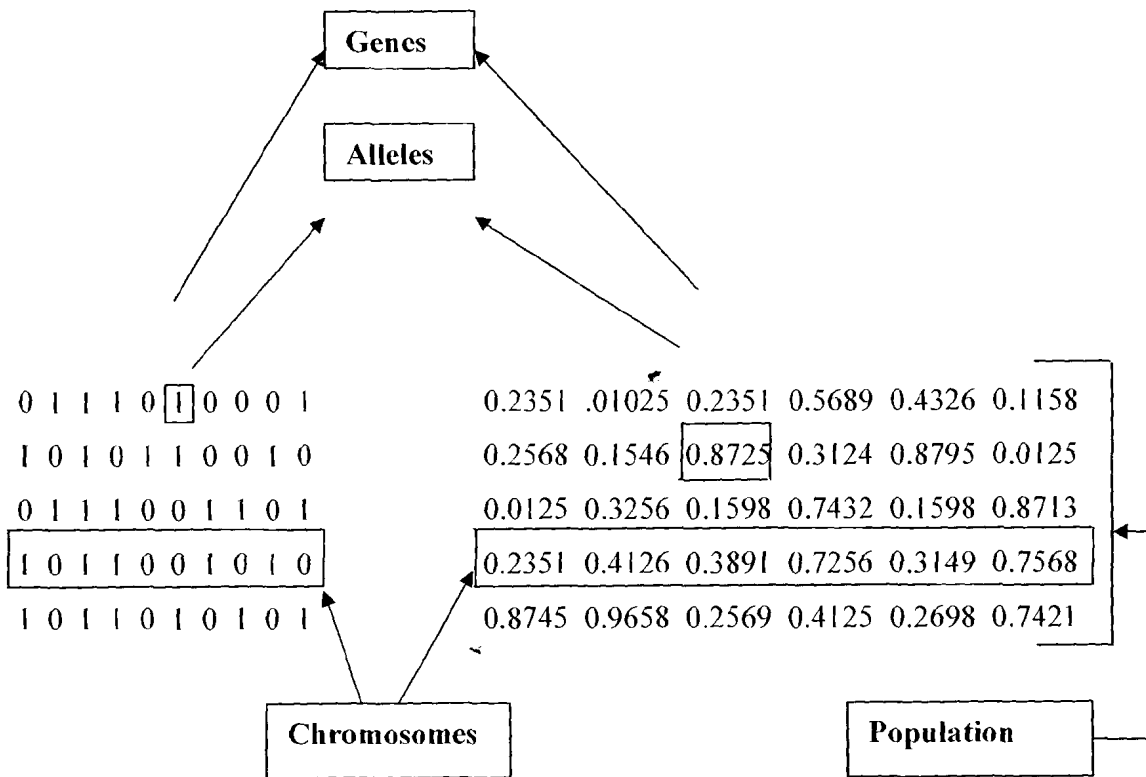 Genes
Alleles
0 1 1 1 0 1 0 0 0 1
0.2351 .01025 0.2351 0.5689 0.4326 0.1158
1 0 1 0 1 1 0 0 1 0
0.2568 0.1546 0.8725 0.3124 0.8795 0.0125
0 1 1 1 0 0 1 1 0 1
0.0125 0.3256 0.1598 0.7432 0.1598 0.8713
1 0 1 1 0 0 1 0 1 0
0.2351 0.4126 0.3891 0.7256 0.3149 0.7568
1 0 1 1 0 1 0 1 0 1
0.8745 0.9658 0.2569 0.4125 0.2698 0.7421
Chromosomes
Population